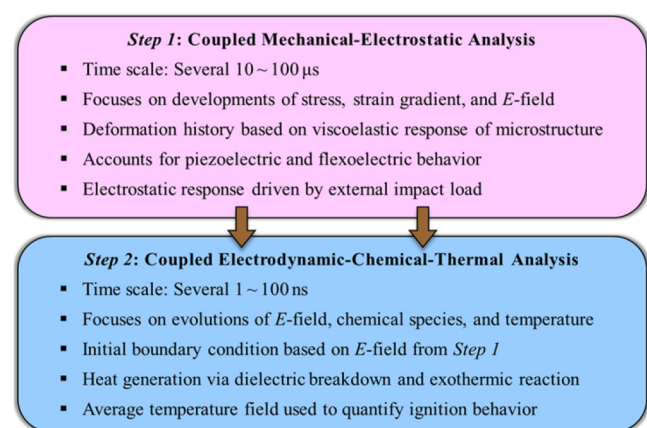 Step 1: Coupled Mechanical-Electrostatic Analysis
▪ Time scale: Several 10 ~ 100 μs
▪ Focuses on developments of stress, strain gradient, and E-field
▪ Deformation history based on viscoelastic response of microstructure
▪ Accounts for piezoelectric and flexoelectric behavior
▪ Electrostatic response driven by external impact load
Step 2: Coupled Electrodynamic-Chemical-Thermal Analysis
▪ Time scale: Several 1 ~ 100 ns
▪ Focuses on evolutions of E-field, chemical species, and temperature
▪ Initial boundary condition based on E-field from Step 1
▪ Heat generation via dielectric breakdown and exothermic reaction
▪ Average temperature field used to quantify ignition behavior